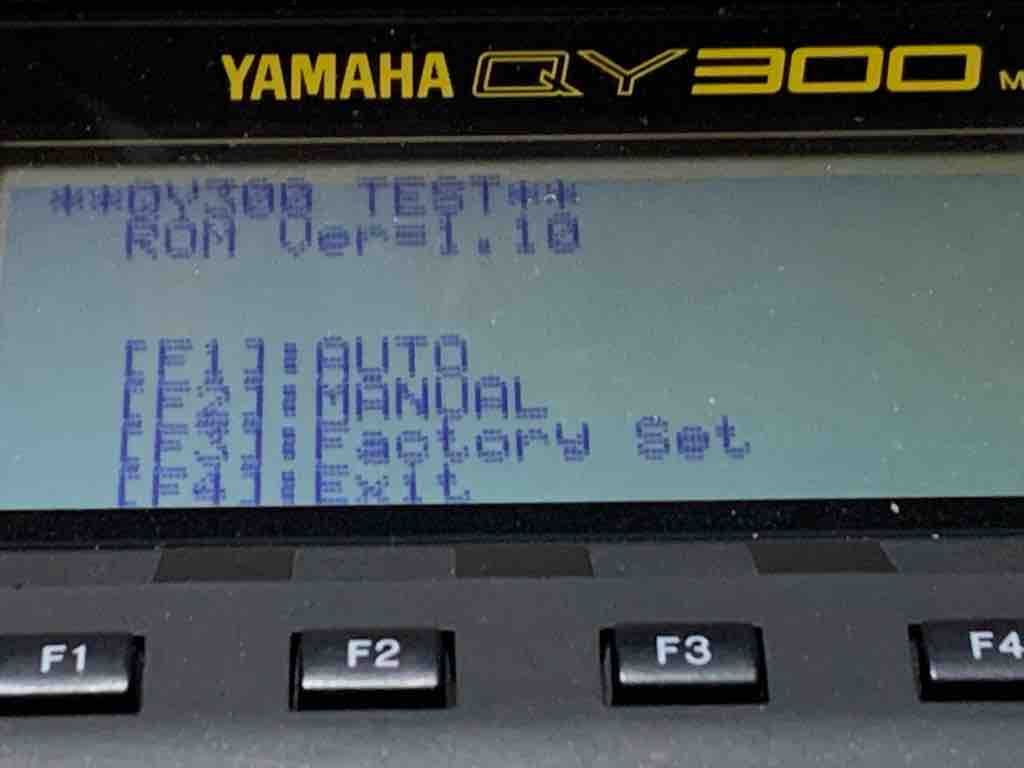 YAMAHA QY300 M
**QY300 TEST**
ROM Ver=1.10
[F1]:AUTO
[F2]:MANUAL
[F3]:Factory Set
[F4]:Exit
F1 F2 F3 F4